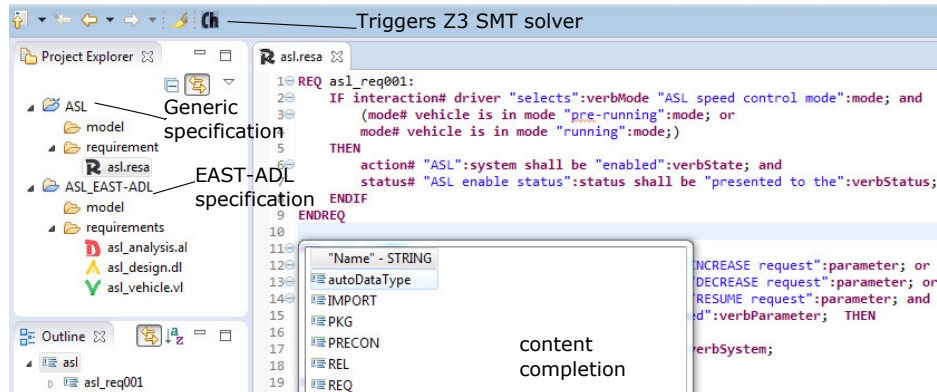 Ch
Triggers Z3 SMT solver
Project Explorer
ASL
model
requirement
asl.resa
ASL_EAST-ADL
model
requirements
asl_analysis.al
asl_design.dl
asl_vehicle.vl
Generic
specification
EAST-ADL
specification
Outline
asl
asl_req001
asl.resa
1 REQ asl_req001:
2 IF interaction# driver "selects":verbMode "ASL speed control mode":mode; and
3 (mode# vehicle is in mode "pre-running":mode; or
mode# vehicle is in mode "running":mode;)
5 THEN
6 action# "ASL":system shall be "enabled":verbState; and
status# "ASL enable status":status shall be "presented to the":verbStatus;
ENDIF
9 ENDREQ
10
11
12 INCREASE request":parameter; or
13 "DECREASE request":parameter; or
14 "RESUME request":parameter; and
15 ed":verbParameter; THEN
16
17 verbSystem;
18
19
"Name" - STRING
autoDataType
IMPORT
PKG
PRECON
REL
REQ
content
completion